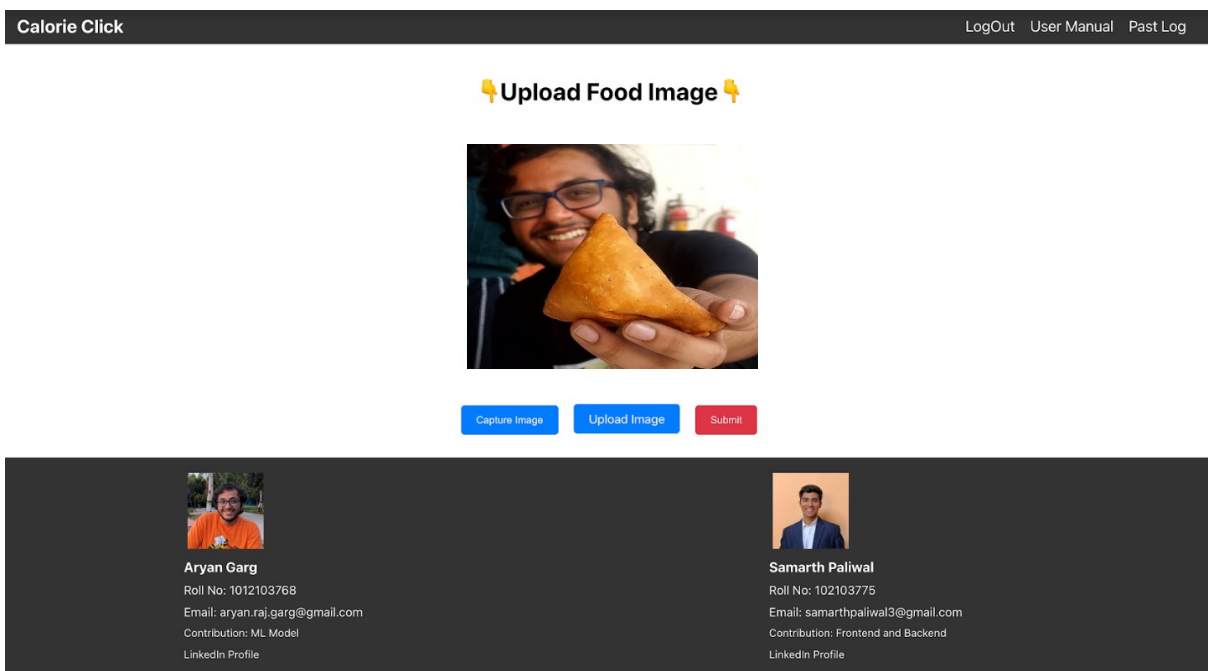 Calorie Click
LogOut User Manual Past Log
👇Upload Food Image👇
Capture Image Upload Image Submit
Aryan Garg
Roll No: 1012103768
Email: aryan.raj.garg@gmail.com
Contribution: ML Model
LinkedIn Profile
Samarth Paliwal
Roll No: 102103775
Email: samarthpaliwal3@gmail.com
Contribution: Frontend and Backend
LinkedIn Profile